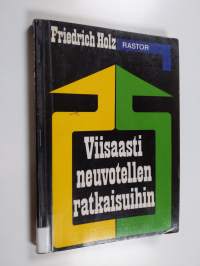 Friedrich Holz
RASTOR
Viisaasti
neuvotellen
ratkaisuihin